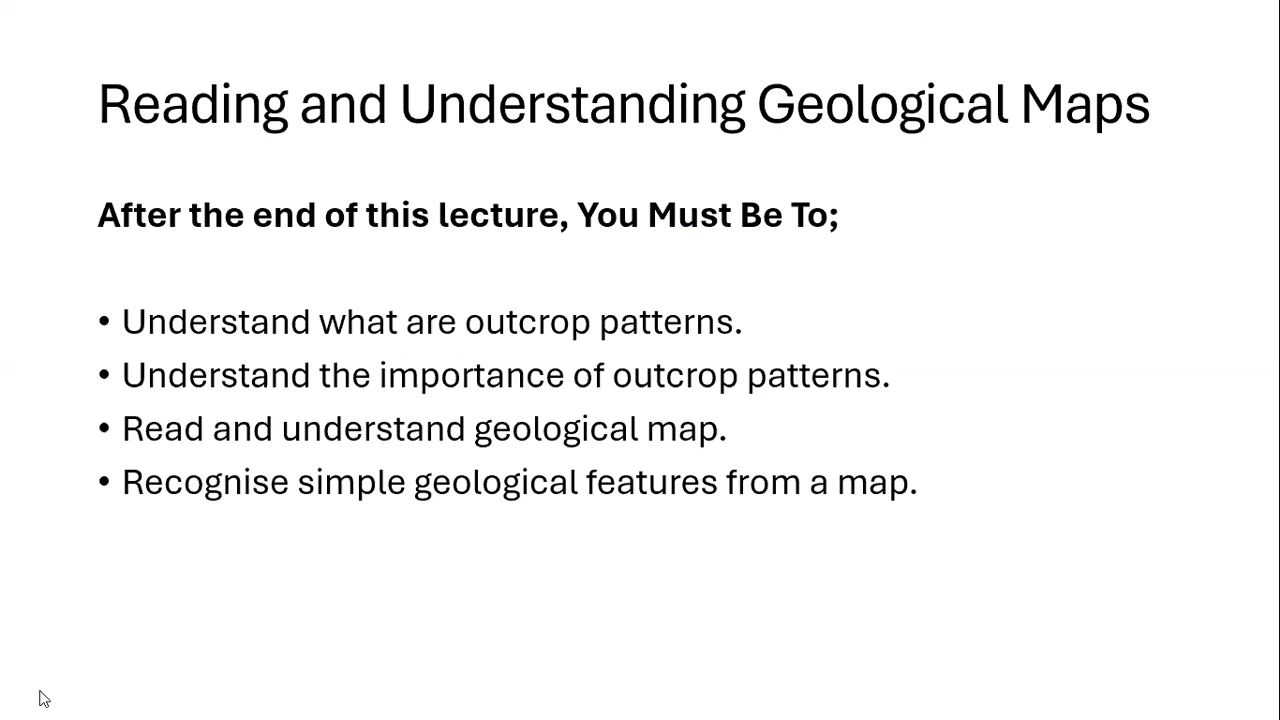 Reading and Understanding Geological Maps
After the end of this lecture, You Must Be To;
• Understand what are outcrop patterns.
• Understand the importance of outcrop patterns.
• Read and understand geological map.
• Recognise simple geological features from a map.